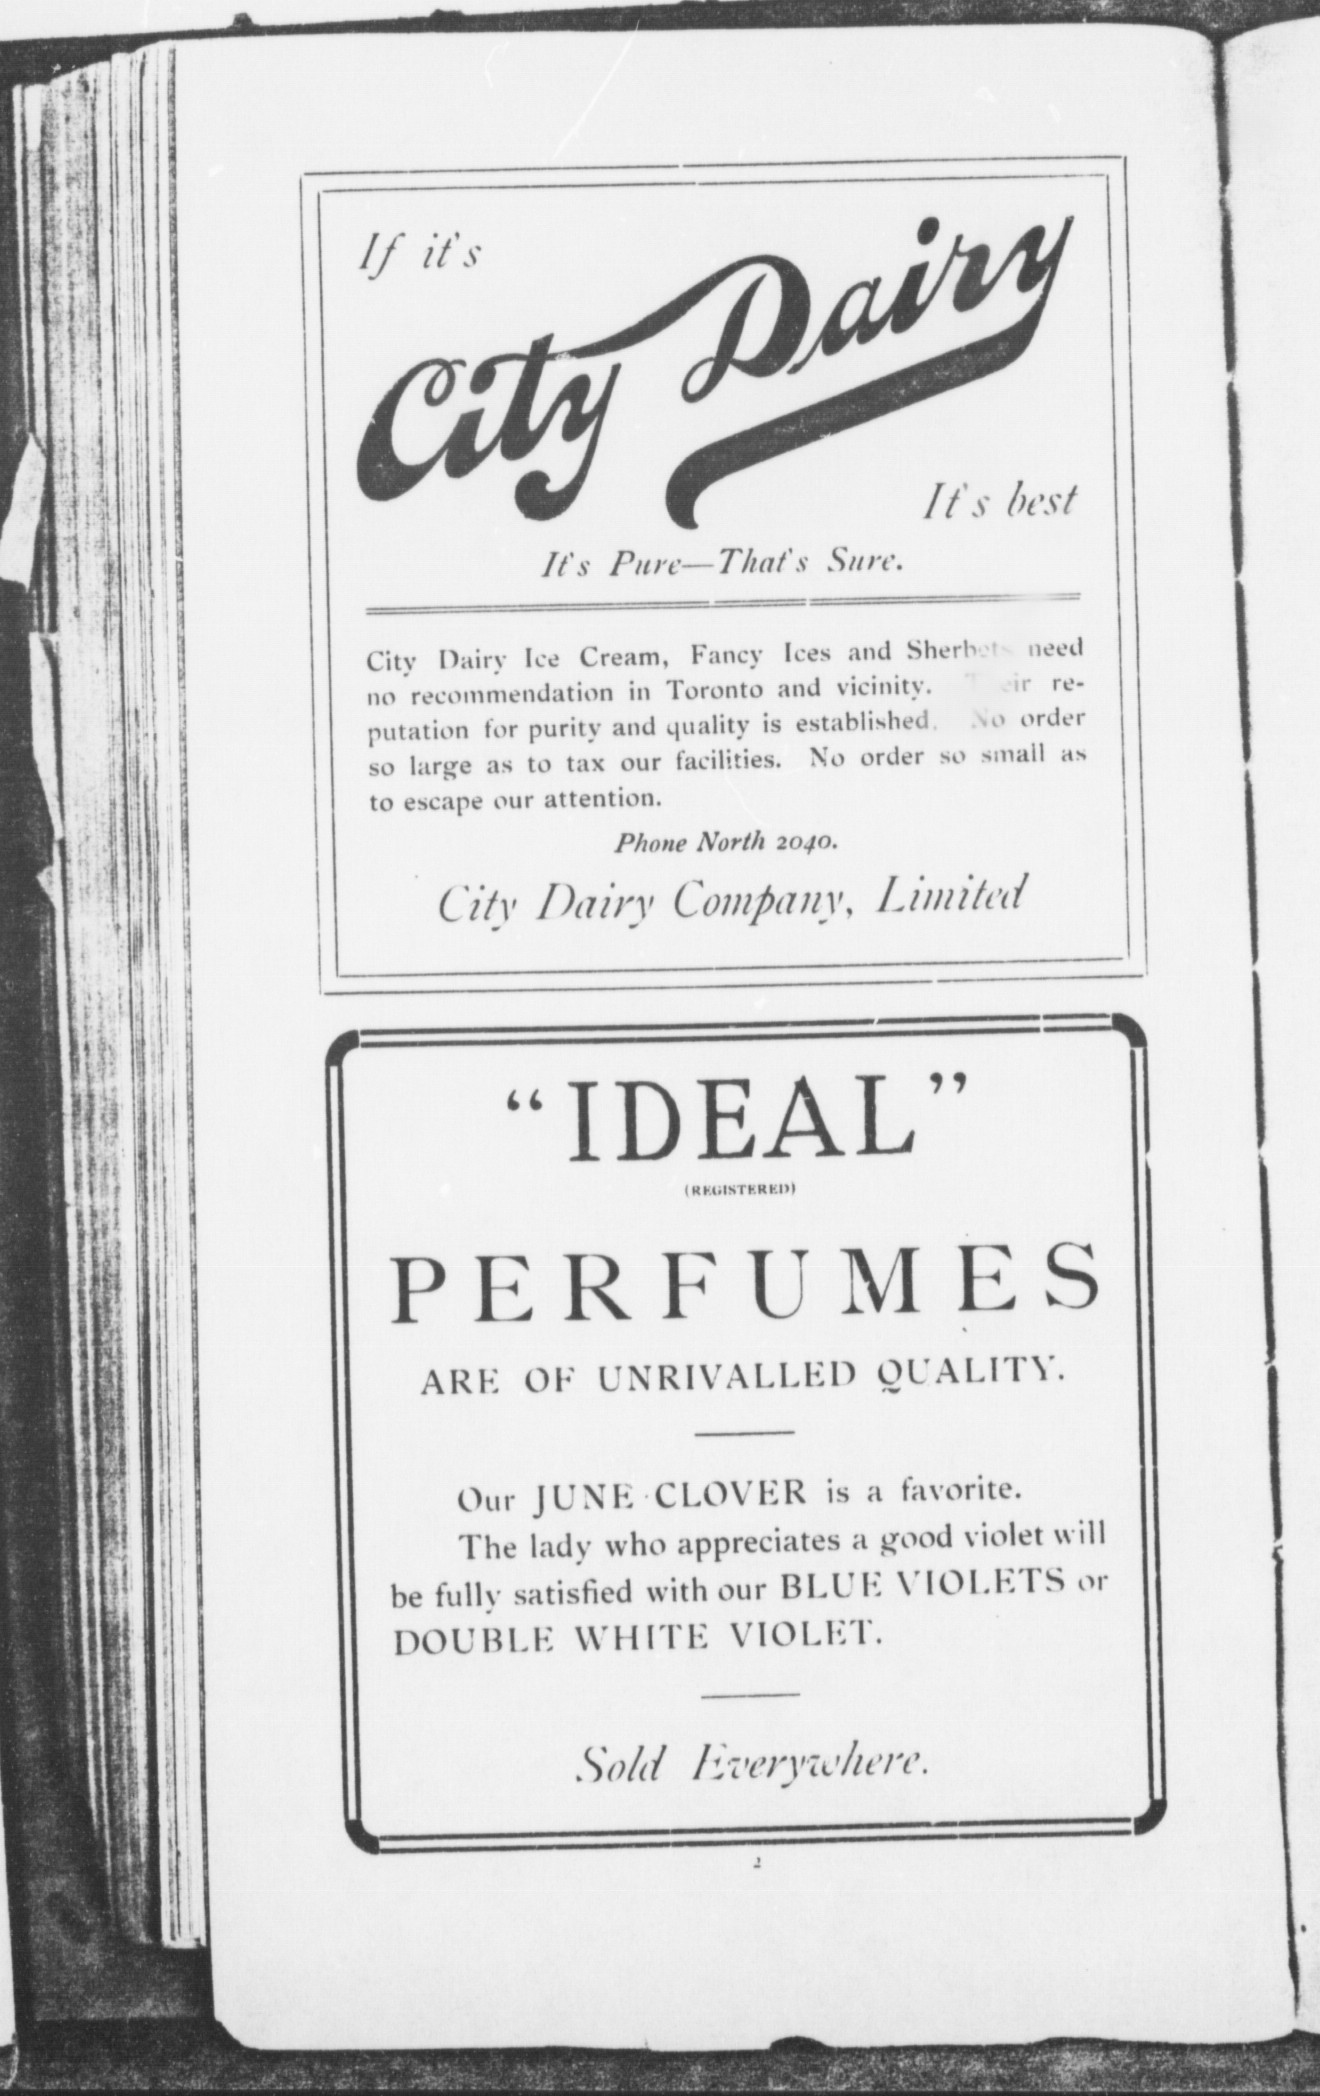 If it's
City Dairy
It's best
It's Pure—That's Sure.
City Dairy Ice Cream, Fancy Ices and Sherbets need
no recommendation in Toronto and vicinity. Their re-
putation for purity and quality is established. No order
so large as to tax our facilities. No order so small as
to escape our attention.
Phone North 2040.
City Dairy Company, Limited
“IDEAL”
(REGISTERED)
PERFUMES
ARE OF UNRIVALLED QUALITY.
Our JUNE CLOVER is a favorite.
The lady who appreciates a good violet will
be fully satisfied with our BLUE VIOLETS or
DOUBLE WHITE VIOLET.
Sold Everywhere.
2